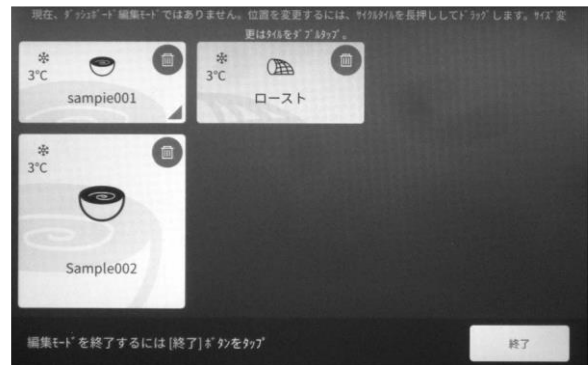 現在、ﾀﾞｯｼｭﾎﾞｰﾄﾞ編集ﾓｰﾄﾞではありません。位置を変更するには、ｻｲｸﾙﾀｲﾙを長押ししてﾄﾞﾗｯｸﾞします。ｻｲｽﾞ変
更はﾀｲﾙをﾀﾞﾌﾞﾙﾀｯﾌﾟ。
3°C
sampie001
3°C
ロースト
3°C
Sample002
編集ﾓｰﾄﾞを終了するには [終了] ﾎﾞﾀﾝをﾀｯﾌﾟ
終了